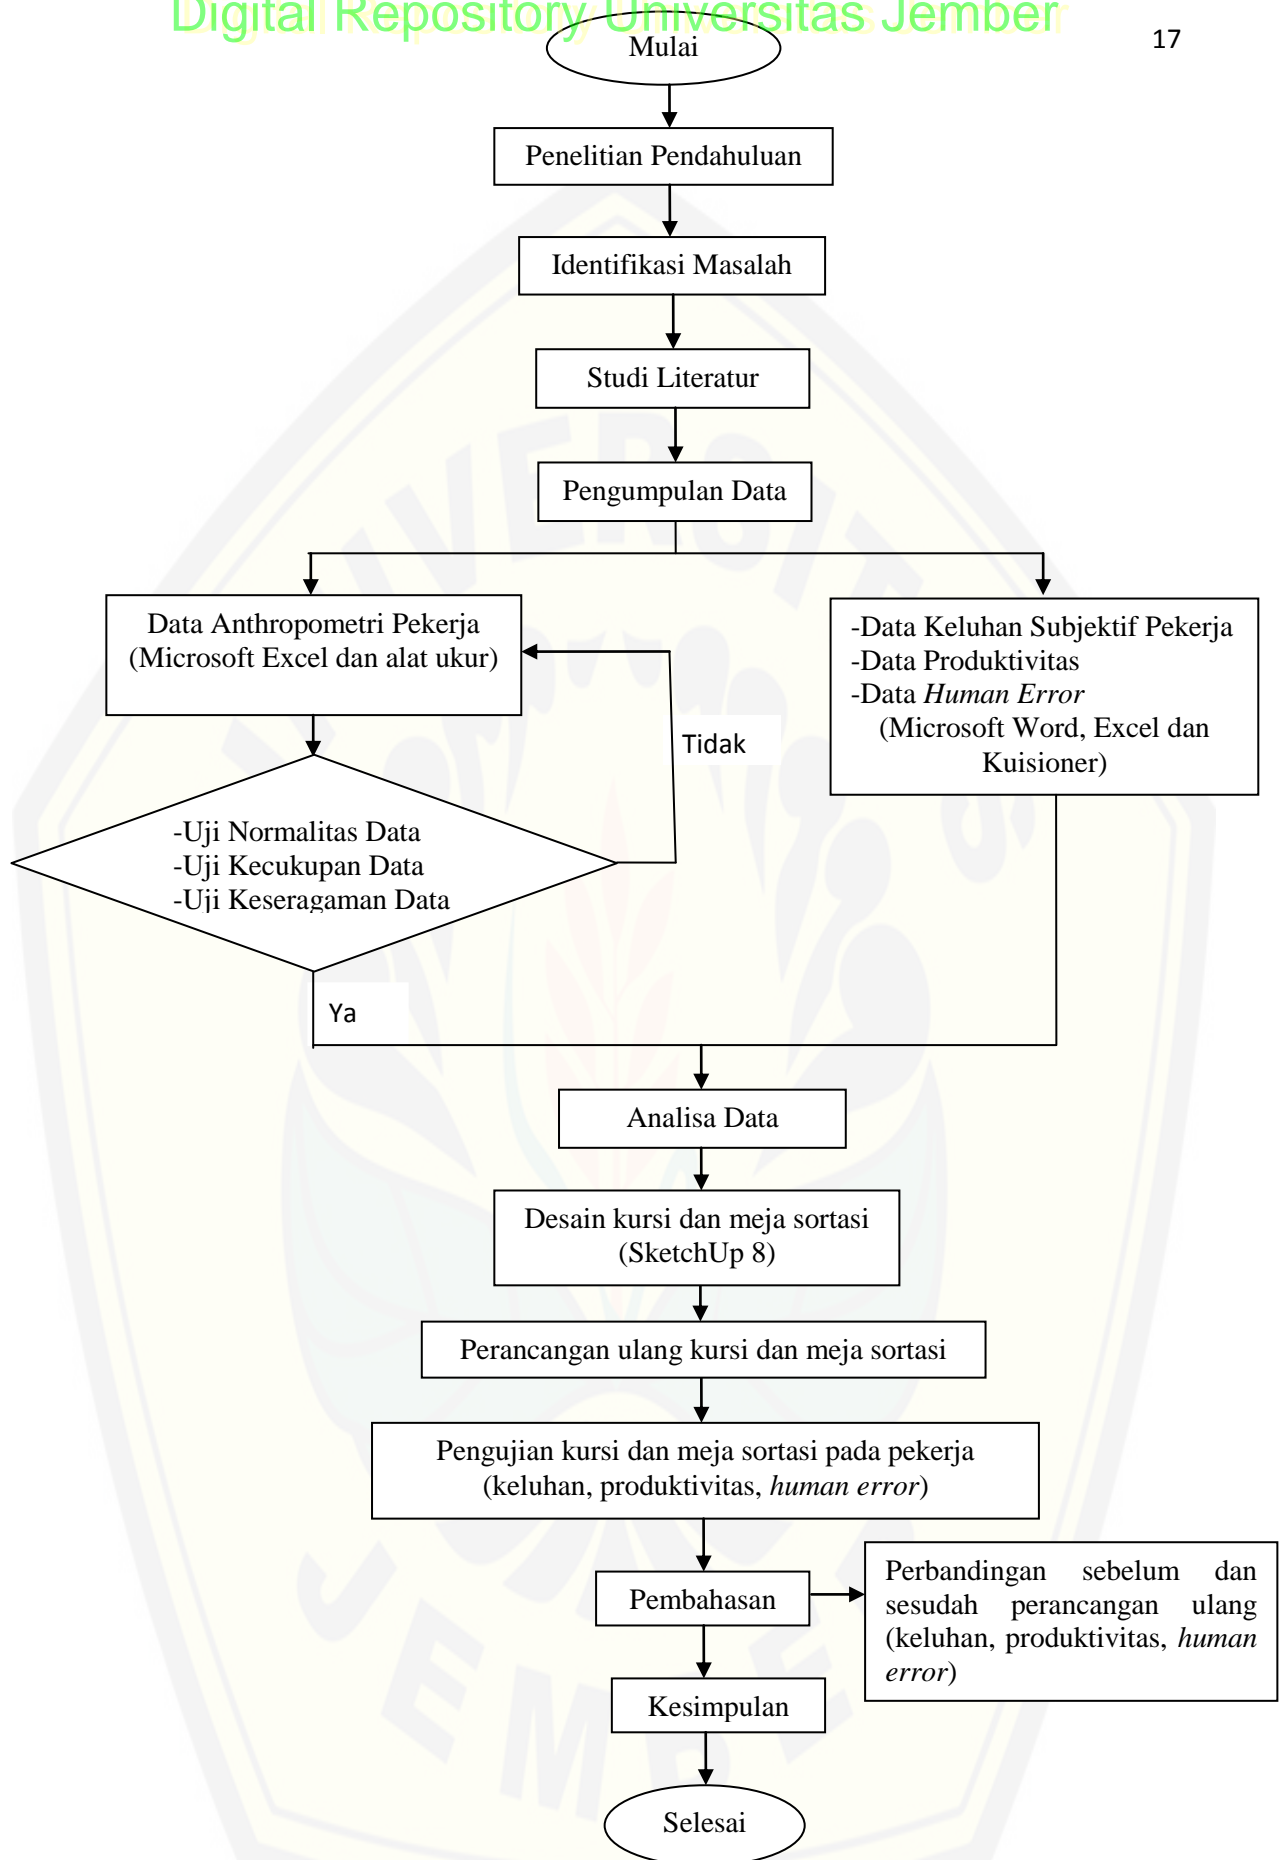 Digital Repository Universitas Jember
17
Mulai
Penelitian Pendahuluan
Identifikasi Masalah
Studi Literatur
Pengumpulan Data
Data Anthropometri Pekerja
(Microsoft Excel dan alat ukur)
-Data Keluhan Subjektif Pekerja
-Data Produktivitas
-Data Human Error
(Microsoft Word, Excel dan
Kuisioner)
Tidak
-Uji Normalitas Data
-Uji Kecukupan Data
-Uji Keseragaman Data
Ya
Analisa Data
Desain kursi dan meja sortasi
(SketchUp 8)
Perancangan ulang kursi dan meja sortasi
Pengujian kursi dan meja sortasi pada pekerja
(keluhan, produktivitas, human error)
Pembahasan
Perbandingan sebelum dan
sesudah perancangan ulang
(keluhan, produktivitas, human
error)
Kesimpulan
Selesai
UNIVERSITAS
JEMBER